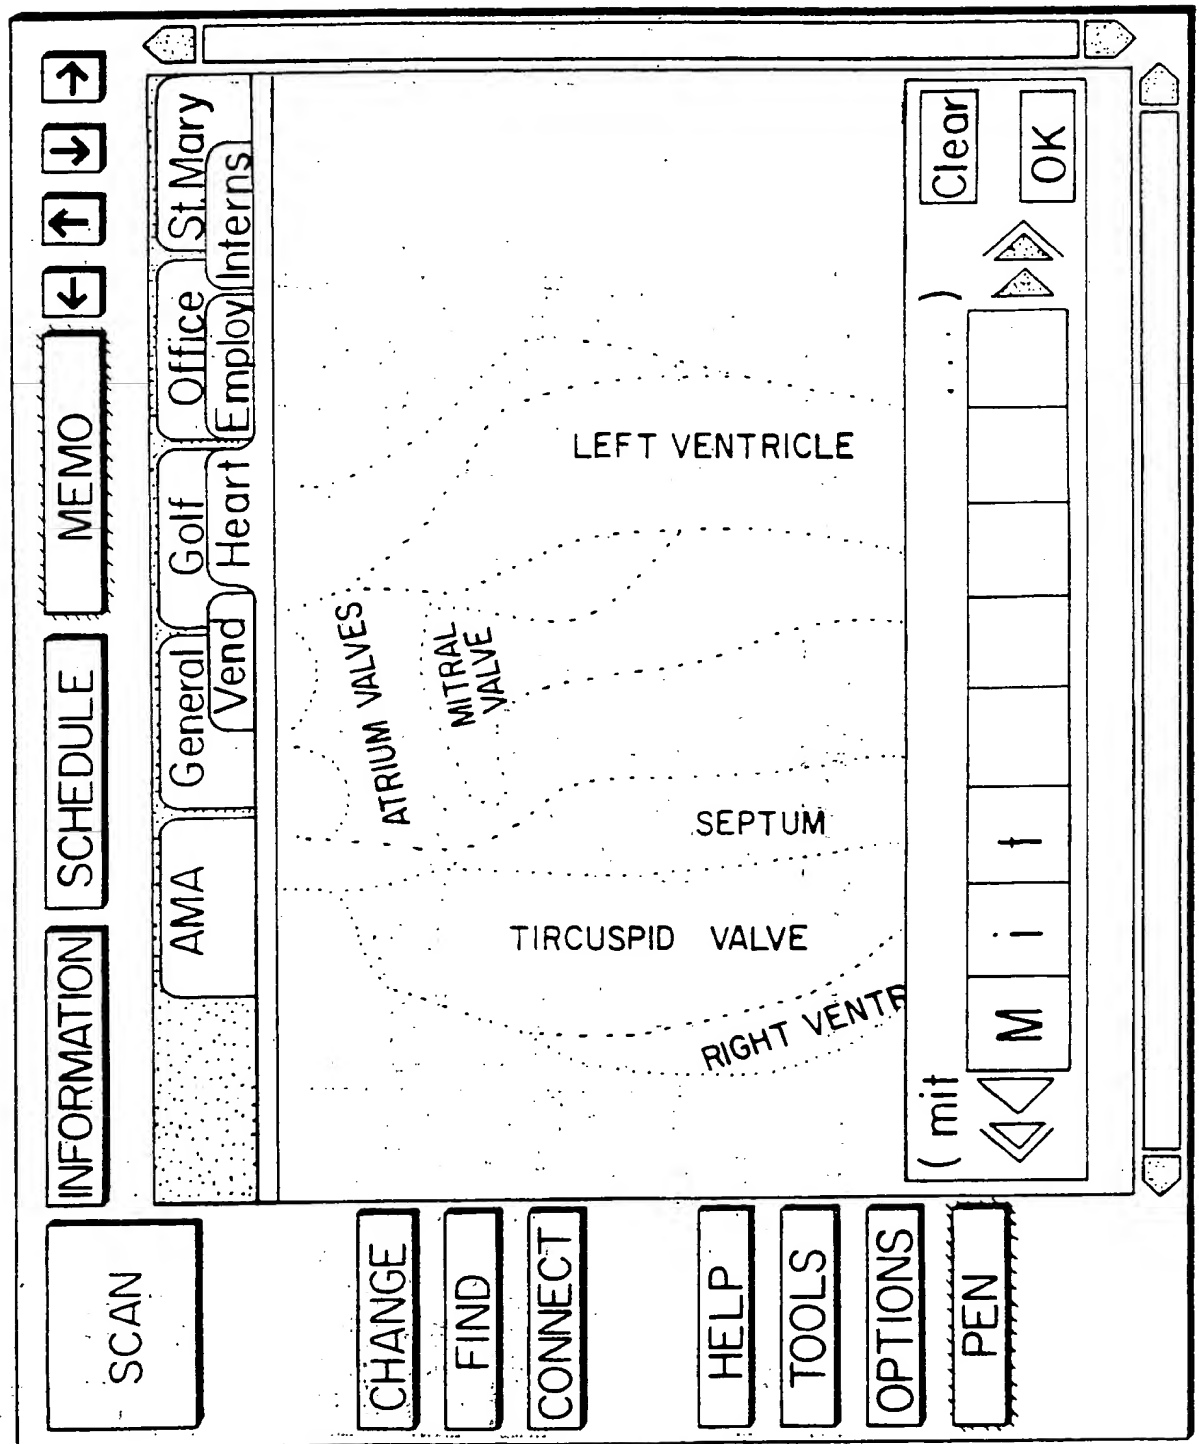 SCAN
INFORMATION
SCHEDULE
MEMO
← ↑ ↓ →
AMA
General
Golf
Office
St.Mary
Vend
Heart
Employ
Interns
CHANGE
FIND
CONNECT
HELP
TOOLS
OPTIONS
PEN
ATRIUM VALVES
MITRAL
VALVE
LEFT VENTRICLE
SEPTUM
TIRCUSPID VALVE
RIGHT VENTR
( mit ... )
M i t
Clear
OK